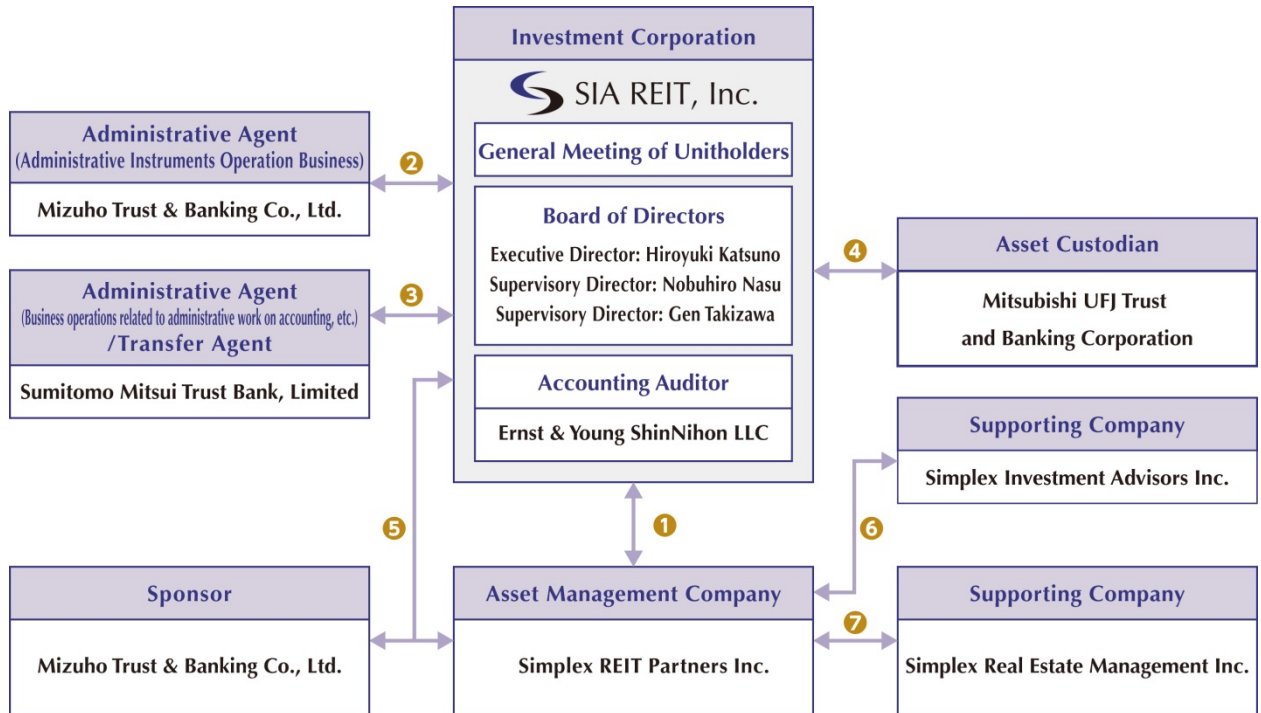 Investment Corporation
SIA REIT, Inc.
General Meeting of Unitholders
Board of Directors
Executive Director: Hiroyuki Katsuno
Supervisory Director: Nobuhiro Nasu
Supervisory Director: Gen Takizawa
Accounting Auditor
Ernst & Young ShinNihon LLC
Administrative Agent
(Administrative Instruments Operation Business)
Mizuho Trust & Banking Co., Ltd.
2
Administrative Agent
(Business operations related to administrative work on accounting, etc.)
/Transfer Agent
Sumitomo Mitsui Trust Bank, Limited
3
4
Asset Custodian
Mitsubishi UFJ Trust
and Banking Corporation
Supporting Company
Simplex Investment Advisors Inc.
5
1
6
Sponsor
Mizuho Trust & Banking Co., Ltd.
Asset Management Company
Simplex REIT Partners Inc.
7
Supporting Company
Simplex Real Estate Management Inc.